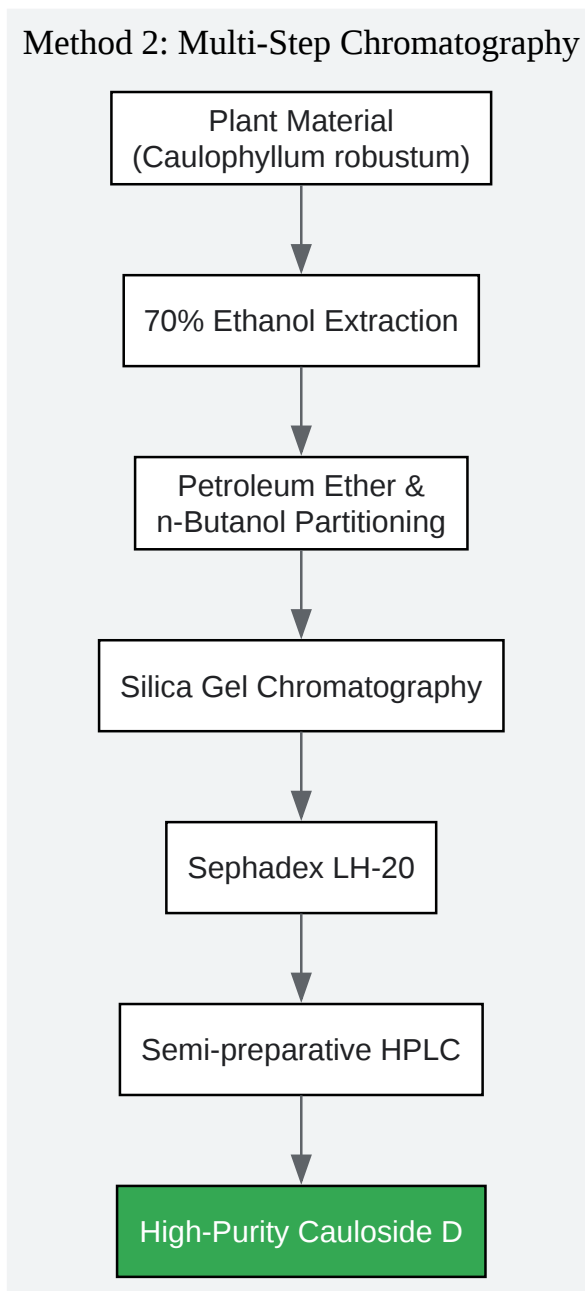 Method 2: Multi-Step Chromatography
Plant Material
(Caulophyllum robustum)
70% Ethanol Extraction
Petroleum Ether &
n-Butanol Partitioning
Silica Gel Chromatography
Sephadex LH-20
Semi-preparative HPLC
High-Purity Cauloside D